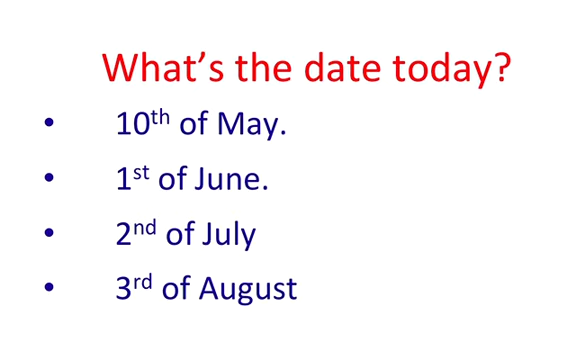 What’s the date today?
• 10th of May.
• 1st of June.
• 2nd of July
• 3rd of August